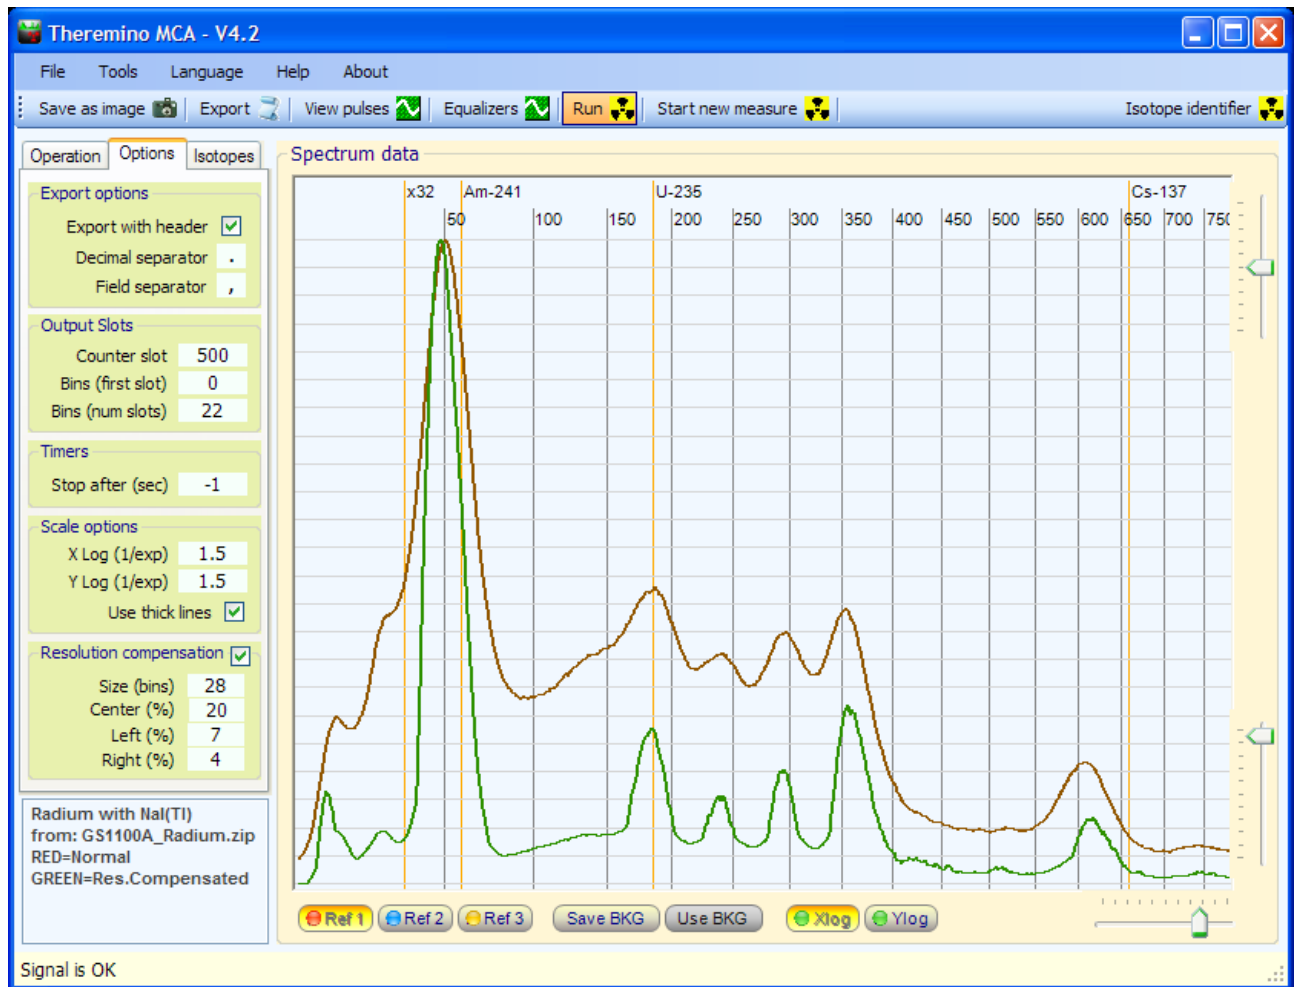 Theremino MCA - V4.2
File Tools Language Help About
Save as image Export View pulses Equalizers Run Start new measure Isotope identifier
Operation Options Isotopes
Export options
Export with header
Decimal separator .
Field separator ,
Output Slots
Counter slot 500
Bins (first slot) 0
Bins (num slots) 22
Timers
Stop after (sec) -1
Scale options
X Log (1/exp) 1.5
Y Log (1/exp) 1.5
Use thick lines
Resolution compensation
Size (bins) 28
Center (%) 20
Left (%) 7
Right (%) 4
Radium with NaI(Tl)
from: GS1100A_Radium.zip
RED=Normal
GREEN=Res.Compensated
Spectrum data
x32 Am-241 U-235 Cs-137
50 100 150 200 250 300 350 400 450 500 550 600 650 700 750
Ref 1 Ref 2 Ref 3 Save BKG Use BKG Xlog Ylog
Signal is OK